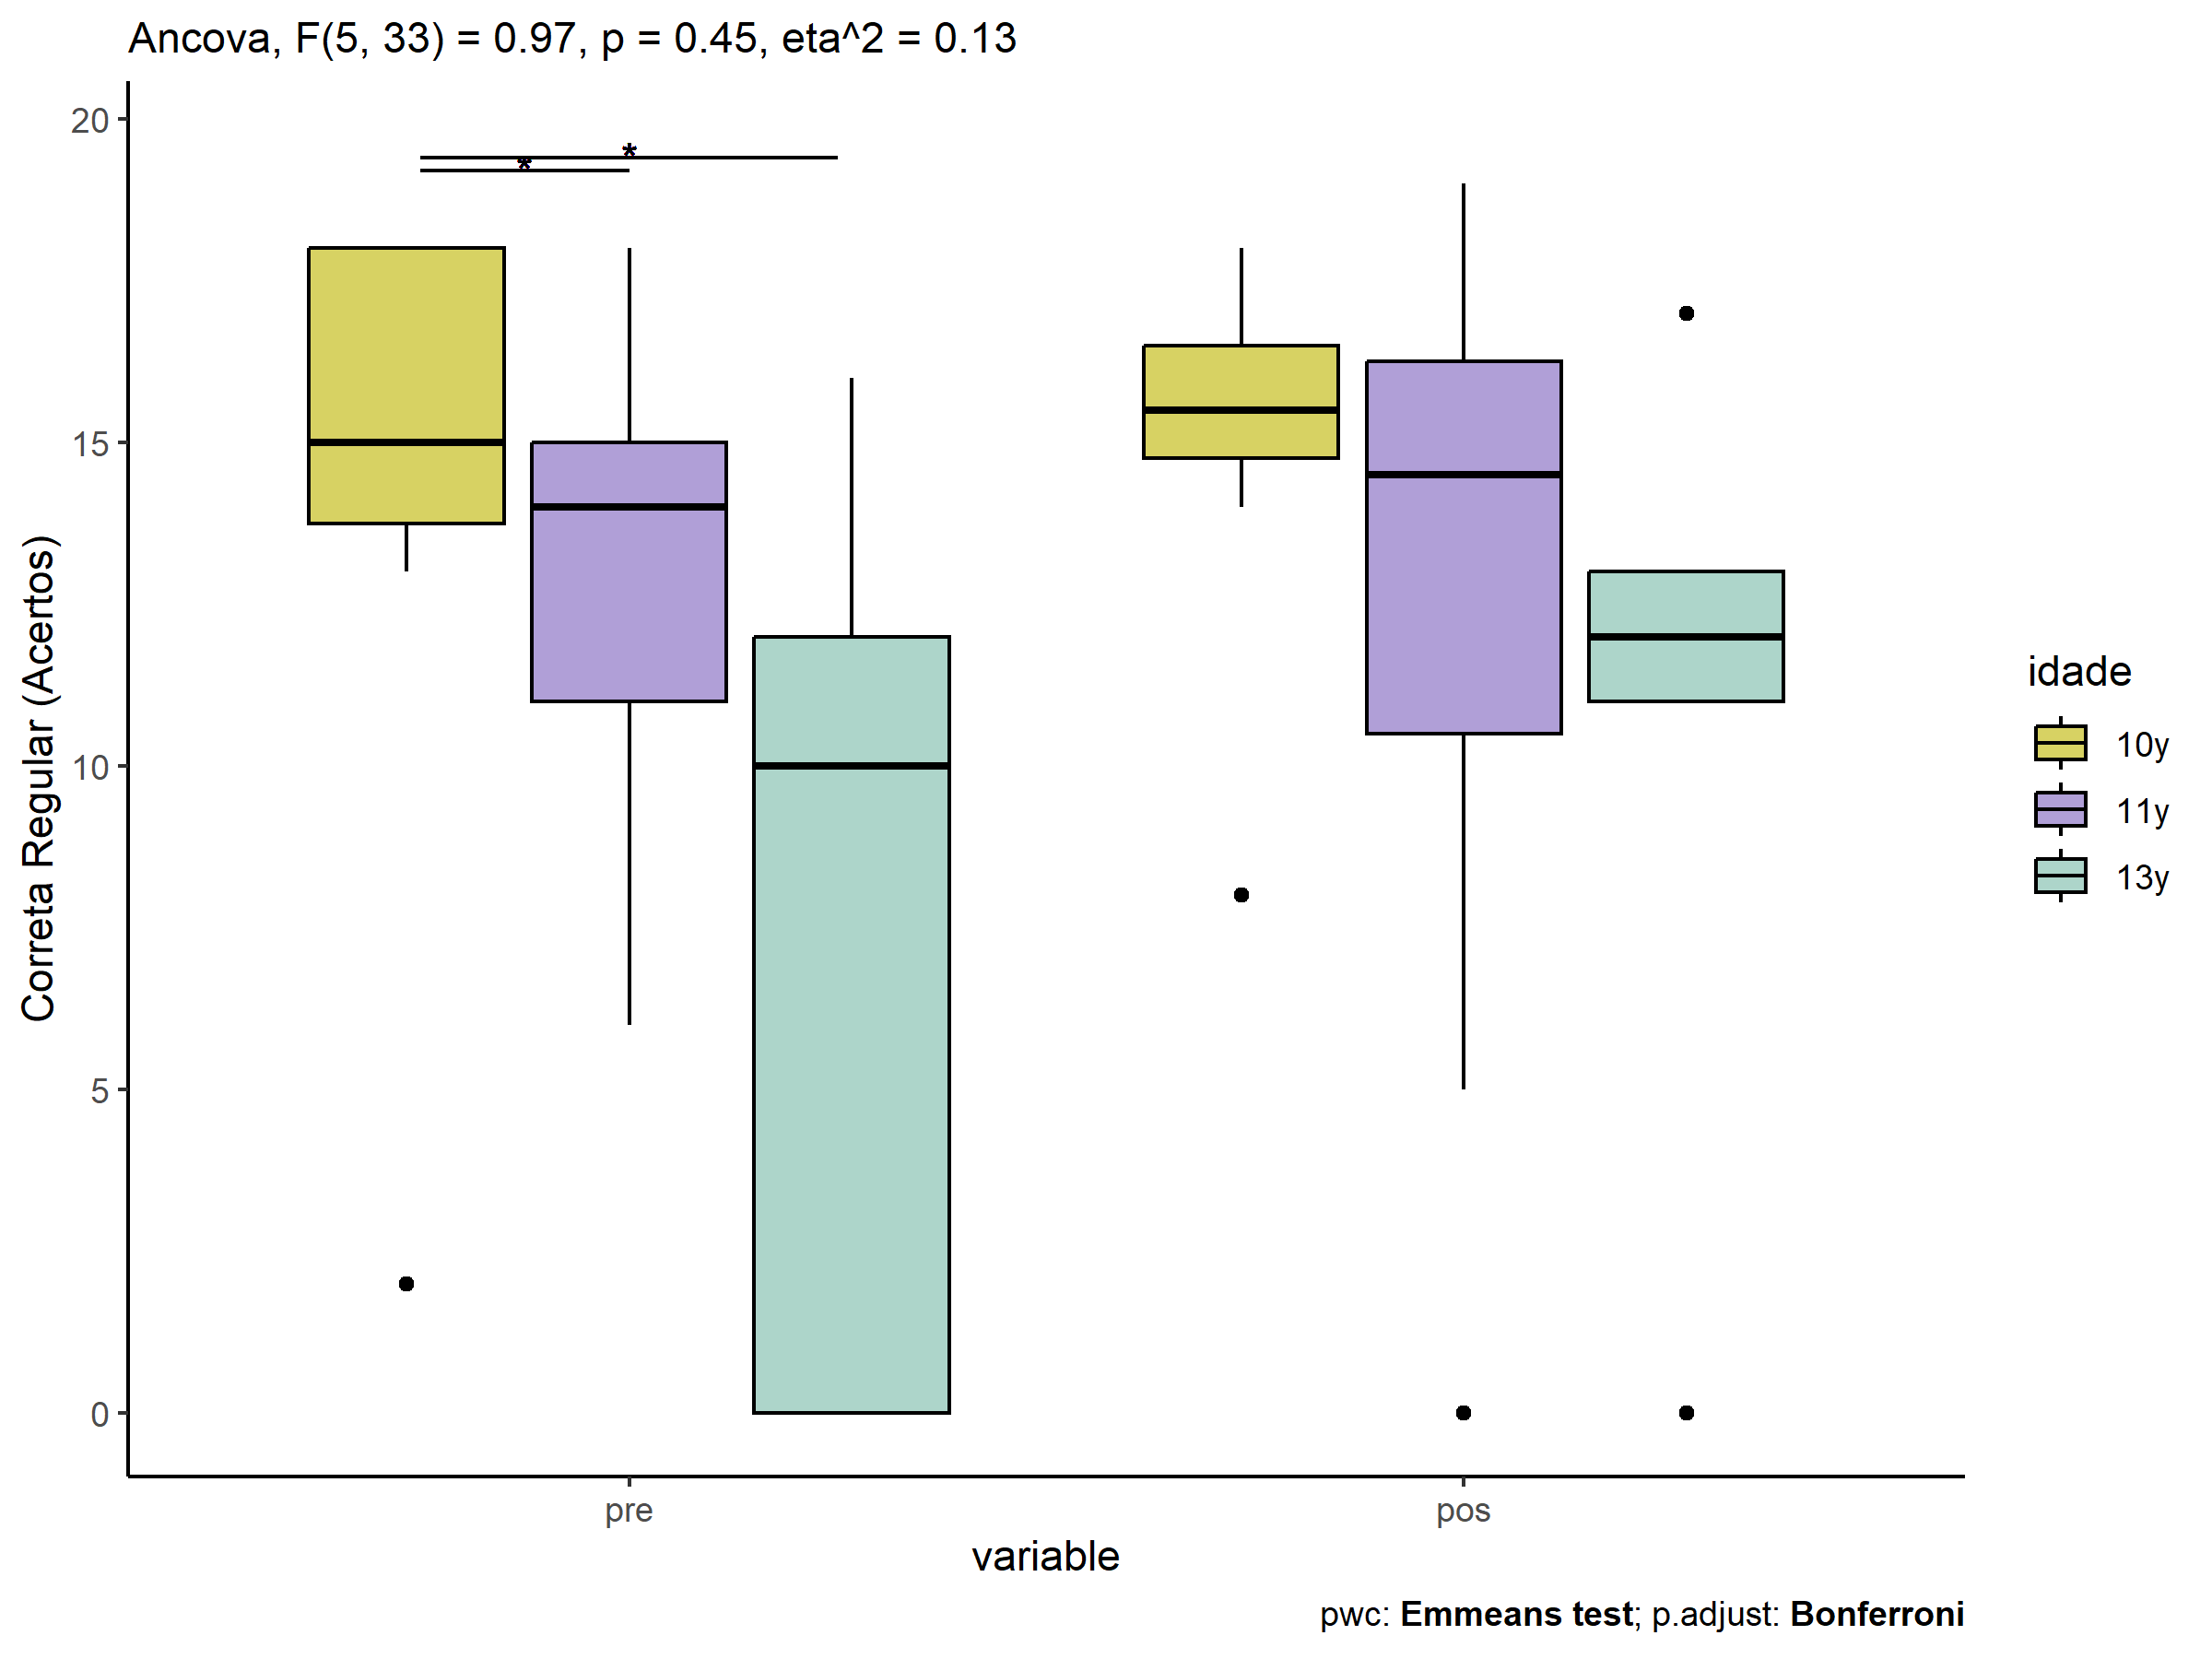 Ancova, F(5, 33) = 0.97, p = 0.45, eta^2 = 0.13
20
15
10
5
0
Correta Regular (Acertos)
*
*
pre
pos
variable
idade
10y
11y
13y
pwc: Emmeans test; p.adjust: Bonferroni